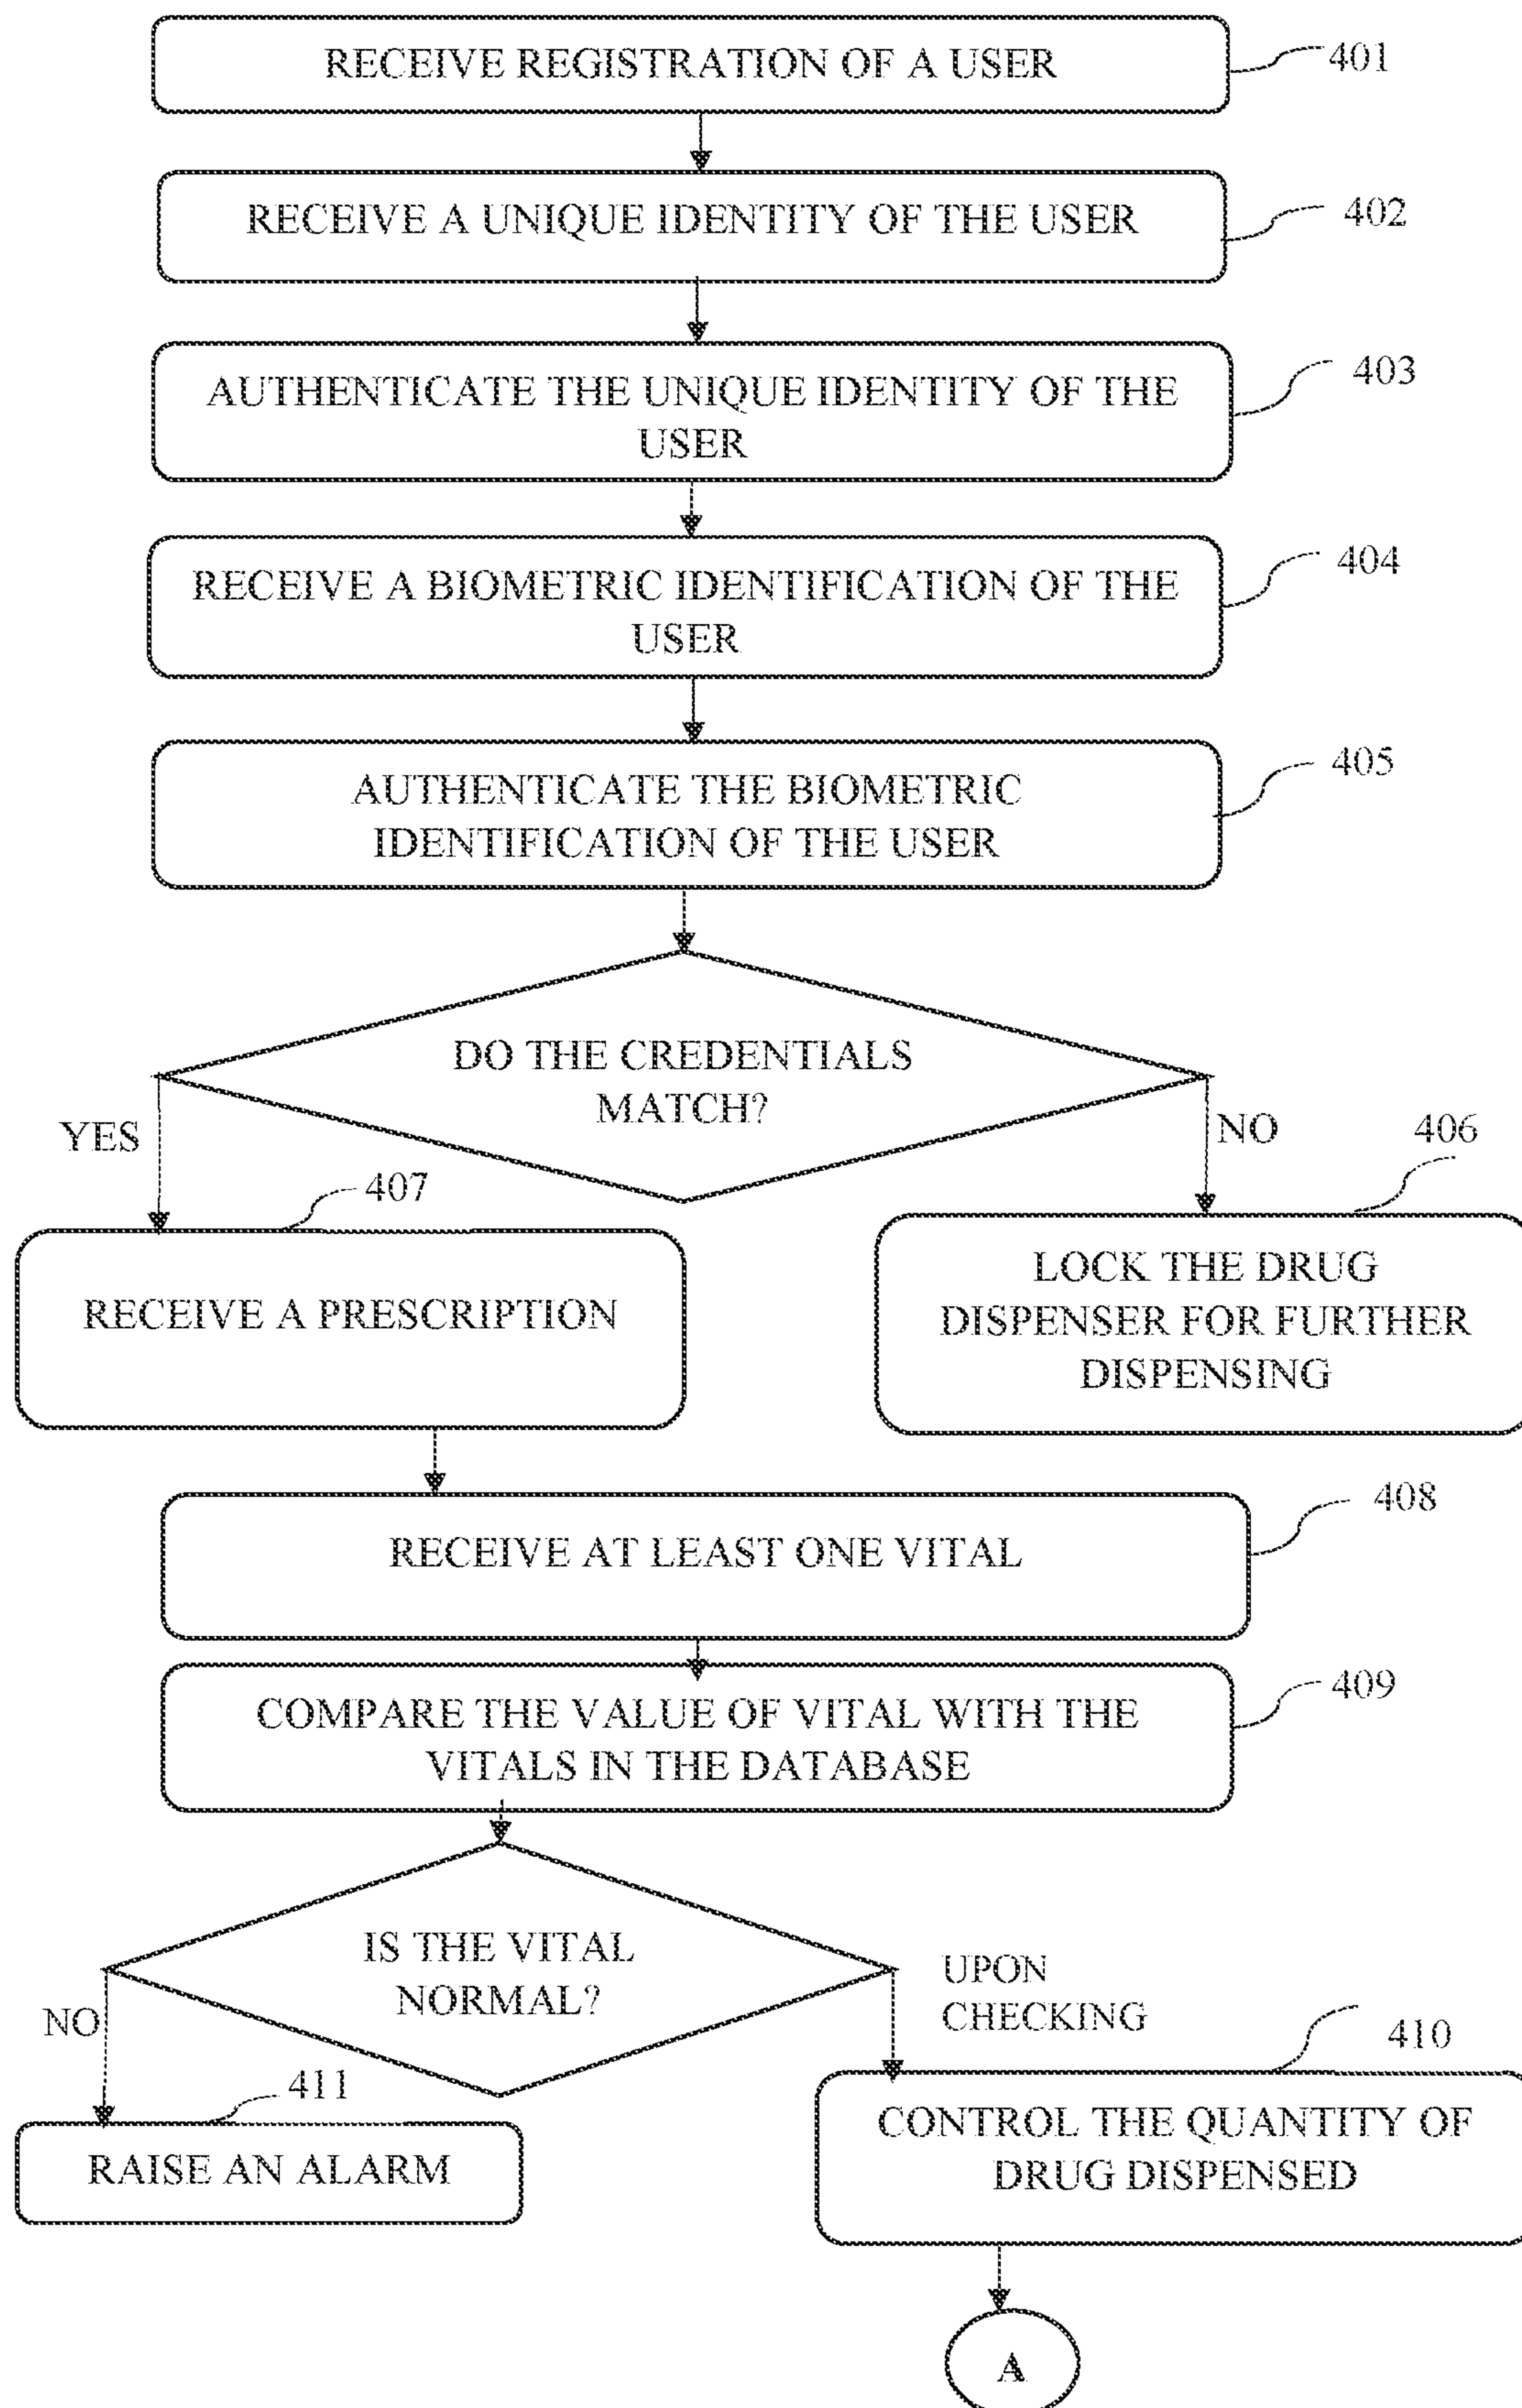 RECEIVE REGISTRATION OF A USER
401
RECEIVE A UNIQUE IDENTITY OF THE USER
402
AUTHENTICATE THE UNIQUE IDENTITY OF THE
USER
403
RECEIVE A BIOMETRIC IDENTIFICATION OF THE
USER
404
AUTHENTICATE THE BIOMETRIC
IDENTIFICATION OF THE USER
405
DO THE CREDENTIALS
MATCH?
YES
NO
406
407
RECEIVE A PRESCRIPTION
LOCK THE DRUG
DISPENSER FOR FURTHER
DISPENSING
RECEIVE AT LEAST ONE VITAL
408
COMPARE THE VALUE OF VITAL WITH THE
VITALS IN THE DATABASE
409
IS THE VITAL
NORMAL?
NO
UPON
CHECKING
410
411
RAISE AN ALARM
CONTROL THE QUANTITY OF
DRUG DISPENSED
A